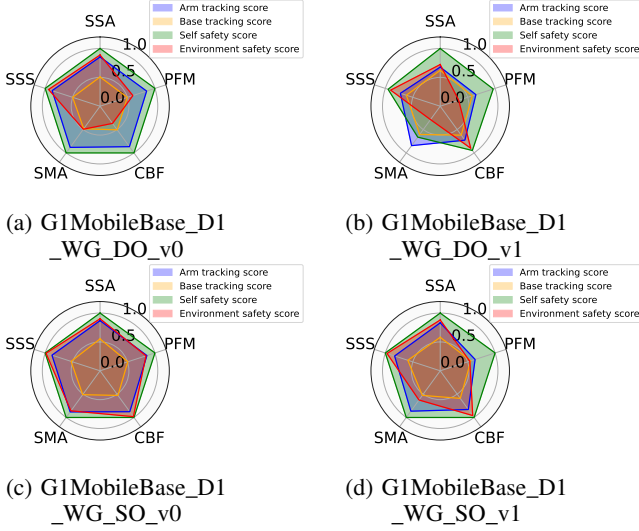 SSA
1.0
0.5
0.0
PFM
CBF
SMA
SSS
Arm tracking score
Base tracking score
Self safety score
Environment safety score
(a) G1MobileBase_D1
_WG_DO_v0
SSA
1.0
0.5
0.0
PFM
CBF
SMA
SSS
Arm tracking score
Base tracking score
Self safety score
Environment safety score
(b) G1MobileBase_D1
_WG_DO_v1
SSA
1.0
0.5
0.0
PFM
CBF
SMA
SSS
Arm tracking score
Base tracking score
Self safety score
Environment safety score
(c) G1MobileBase_D1
_WG_SO_v0
SSA
1.0
0.5
0.0
PFM
CBF
SMA
SSS
Arm tracking score
Base tracking score
Self safety score
Environment safety score
(d) G1MobileBase_D1
_WG_SO_v1